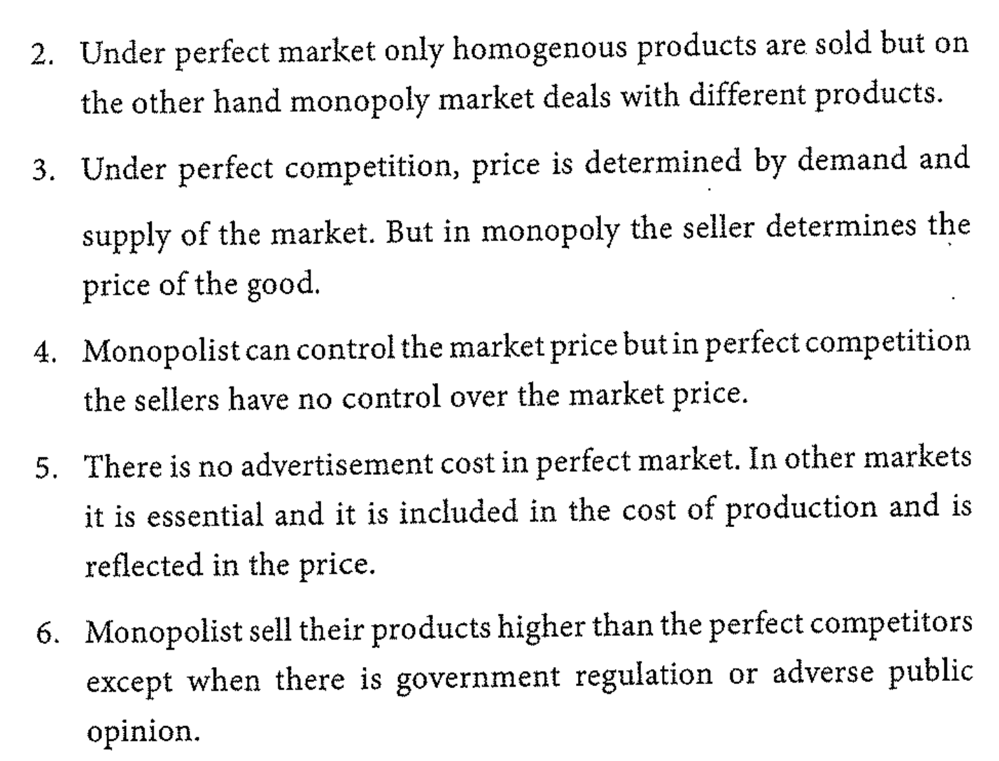 2. Under perfect market only homogenous products are sold but on
the other hand monopoly market deals with different products.
3. Under perfect competition, price is determined by demand and
supply of the market. But in monopoly the seller determines the
price of the good.
4. Monopolist can control the market price but in perfect competition
the sellers have no control over the market price.
5. There is no advertisement cost in perfect market. In other markets
it is essential and it is included in the cost of production and is
reflected in the price.
6. Monopolist sell their products higher than the perfect competitors
except when there is government regulation or adverse public
opinion.